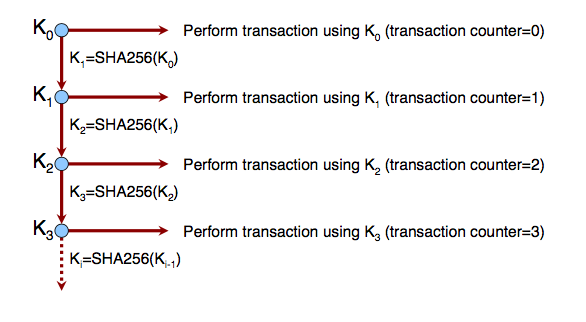 K₀ Perform transaction using K₀ (transaction counter=0)
K₁=SHA256(K₀)
K₁ Perform transaction using K₁ (transaction counter=1)
K₂=SHA256(K₁)
K₂ Perform transaction using K₂ (transaction counter=2)
K₃=SHA256(K₂)
K₃ Perform transaction using K₃ (transaction counter=3)
Kᵢ=SHA256(Kᵢ₋₁)